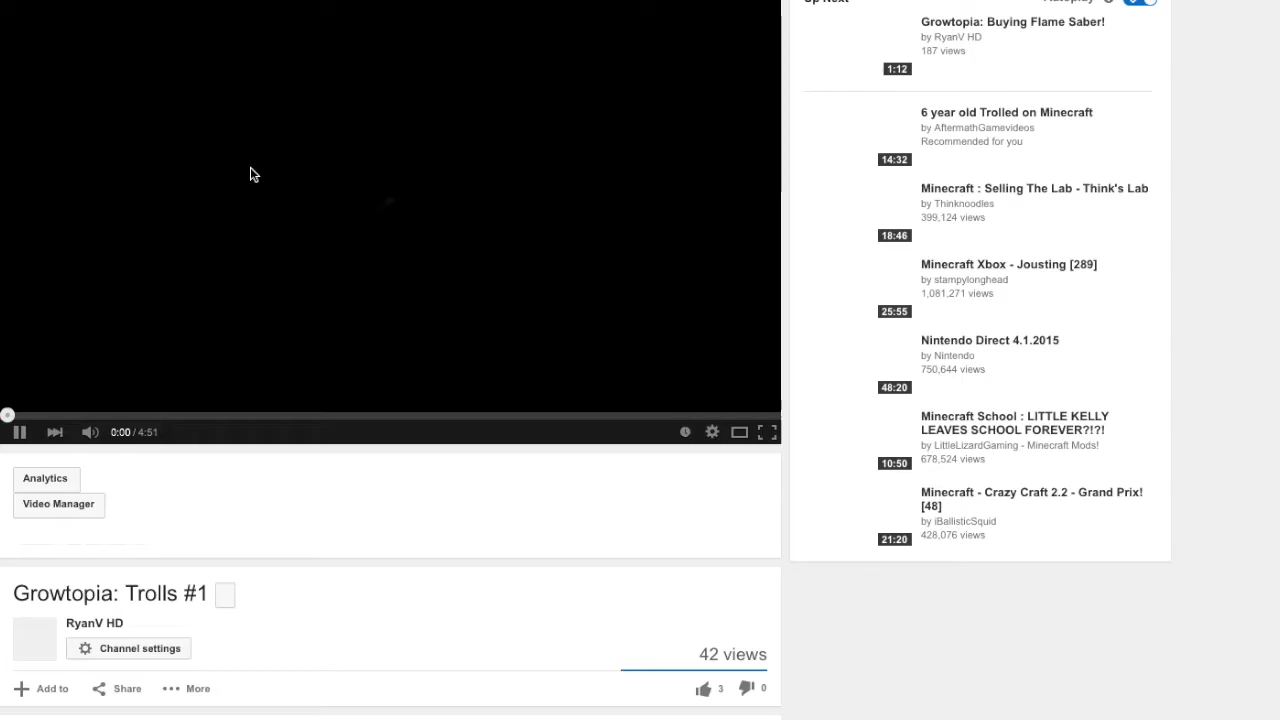 Up Next
Autoplay
Growtopia: Buying Flame Saber!
by RyanV HD
187 views
1:12
6 year old Trolled on Minecraft
by AftermathGamevideos
Recommended for you
14:32
Minecraft : Selling The Lab - Think's Lab
by Thinknoodles
399,124 views
18:46
Minecraft Xbox - Jousting [289]
by stampylonghead
1,081,271 views
25:55
Nintendo Direct 4.1.2015
by Nintendo
750,644 views
48:20
Minecraft School : LITTLE KELLY
LEAVES SCHOOL FOREVER?!?!
by LittleLizardGaming - Minecraft Mods!
678,524 views
10:50
Minecraft - Crazy Craft 2.2 - Grand Prix!
[48]
by iBallisticSquid
428,076 views
21:20
0:00 / 4:51
Analytics
Video Manager
Growtopia: Trolls #1
RyanV HD
Channel settings
42 views
Add to
Share
More
3
0